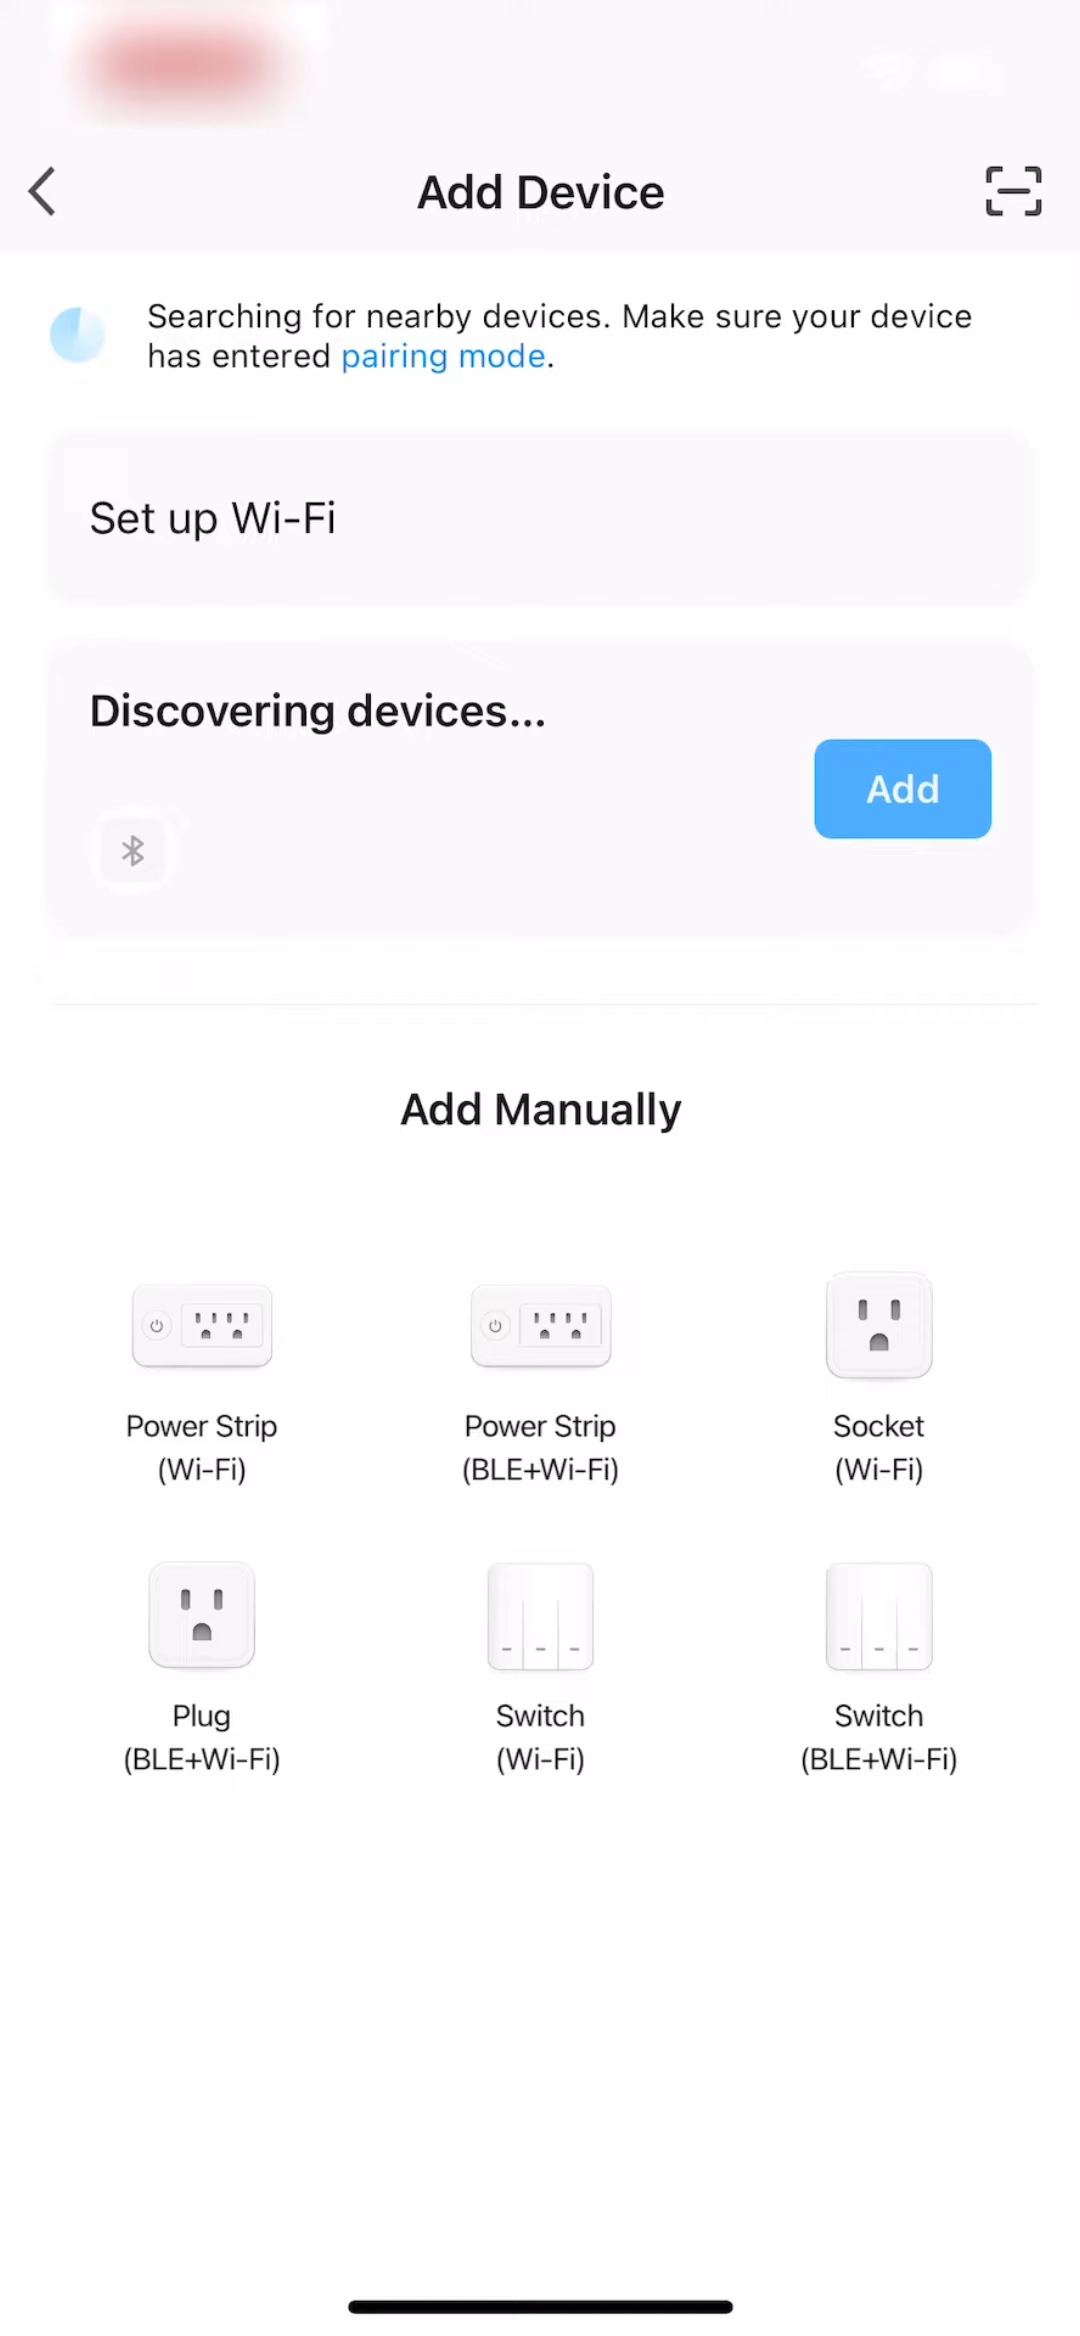 Add Device
Searching for nearby devices. Make sure your device
has entered pairing mode.
Set up Wi-Fi
Discovering devices...
Add
Add Manually
Power Strip
(Wi-Fi)
Power Strip
(BLE+Wi-Fi)
Socket
(Wi-Fi)
Plug
(BLE+Wi-Fi)
Switch
(Wi-Fi)
Switch
(BLE+Wi-Fi)